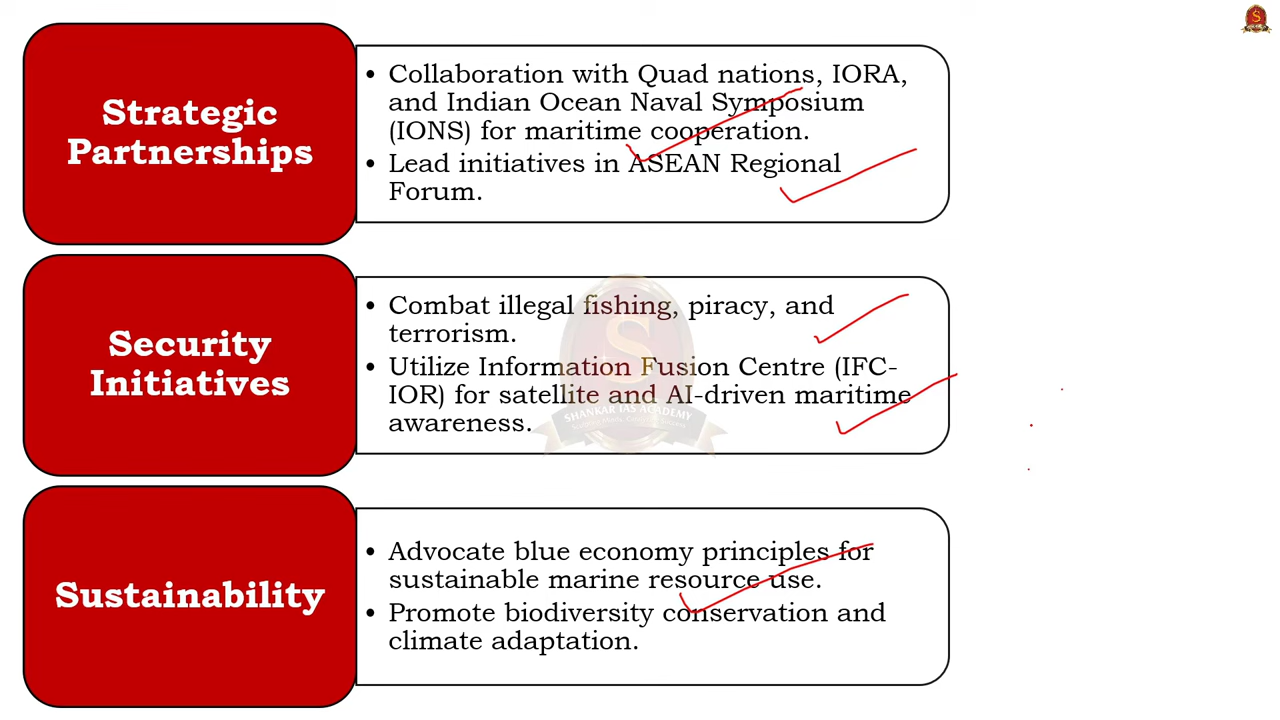 Strategic
Partnerships
• Collaboration with Quad nations, IORA,
and Indian Ocean Naval Symposium
(IONS) for maritime cooperation.
• Lead initiatives in ASEAN Regional
Forum.
Security
Initiatives
• Combat illegal fishing, piracy, and
terrorism.
• Utilize Information Fusion Centre (IFC-
IOR) for satellite and AI-driven maritime
awareness.
SHANKAR IAS ACADEMY
Sustainability
• Advocate blue economy principles for
sustainable marine resource use.
• Promote biodiversity conservation and
climate adaptation.